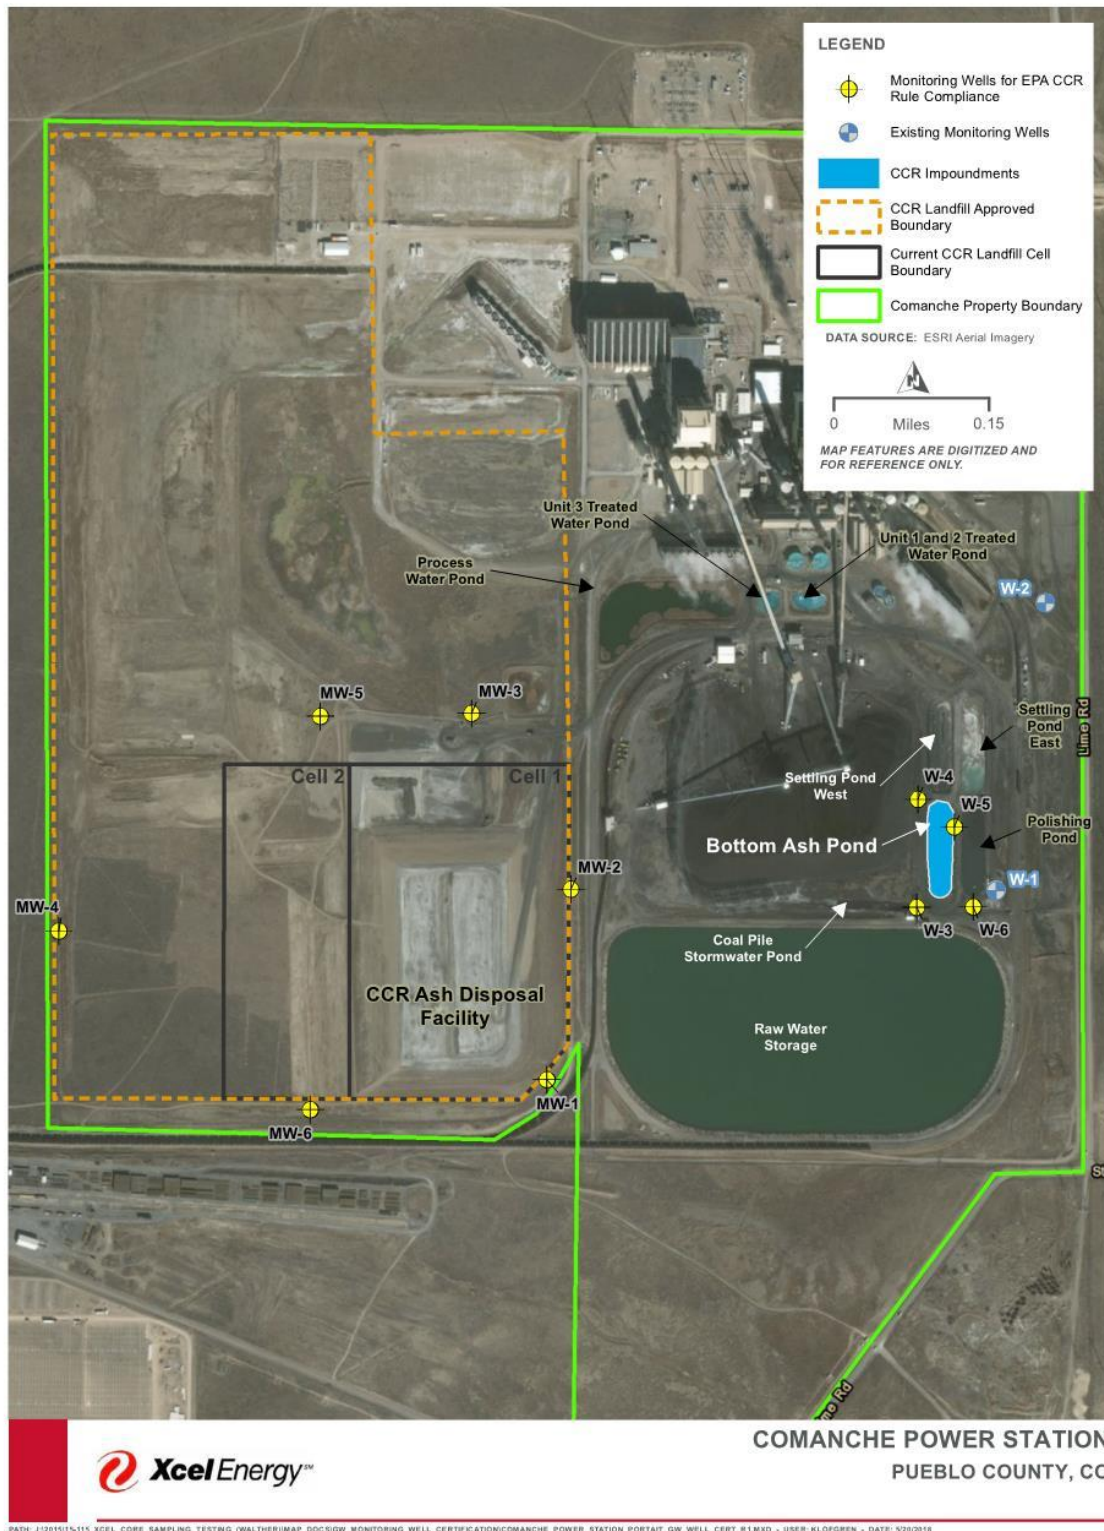 LEGEND
Monitoring Wells for EPA CCR
Rule Compliance
Existing Monitoring Wells
CCR Impoundments
CCR Landfill Approved
Boundary
Current CCR Landfill Cell
Boundary
Comanche Property Boundary
DATA SOURCE: ESRI Aerial Imagery
N
0 Miles 0.15
MAP FEATURES ARE DIGITIZED AND
FOR REFERENCE ONLY.
Unit 3 Treated
Water Pond
Unit 1 and 2 Treated
Water Pond
Process
Water Pond
W-2
MW-5
MW-3
Settling
Pond
East
Lime Rd
Cell 2
Cell 1
Settling Pond
West
W-4
W-5
Bottom Ash Pond
Polishing
Pond
MW-2
W-1
MW-4
W-3
W-6
Coal Pile
Stormwater Pond
CCR Ash Disposal
Facility
Raw Water
Storage
MW-1
MW-6
St
me Rd
COMANCHE POWER STATION
PUEBLO COUNTY, CO
Xcel Energy